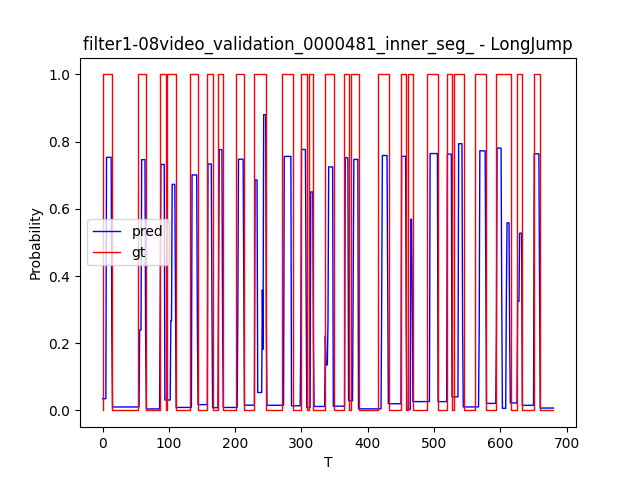 filter1-08video_validation_0000481_inner_seg_ - LongJump
1.0
0.8
0.6
0.4
0.2
0.0
Probability
pred
gt
0 100 200 300 400 500 600 700
T